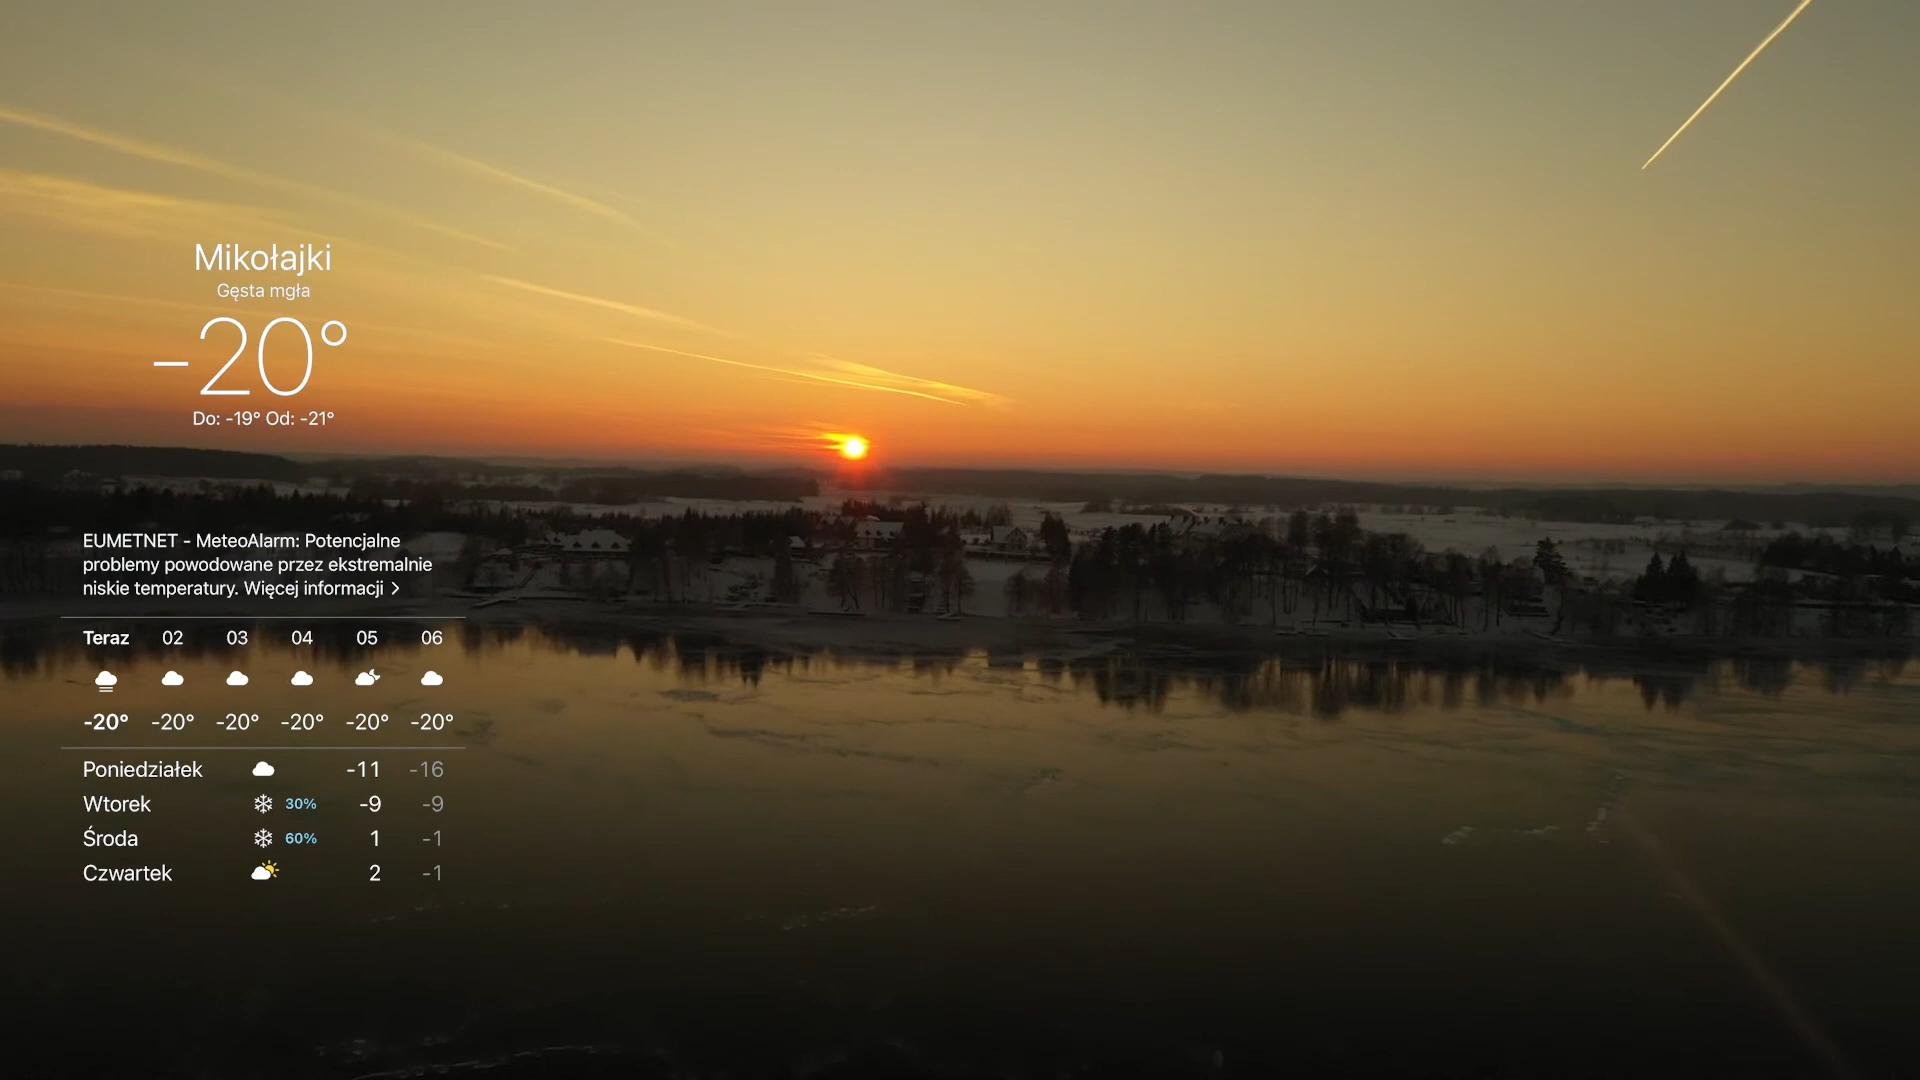 Mikołajki
Gęsta mgła
-20°
Do: -19° Od: -21°
EUMETNET - MeteoAlarm: Potencjalne
problemy powodowane przez ekstremalnie
niskie temperatury. Więcej informacji >
Teraz 02 03 04 05 06
-20° -20° -20° -20° -20° -20°
Poniedziałek -11 -16
Wtorek 30% -9 -9
Środa 60% 1 -1
Czwartek 2 -1